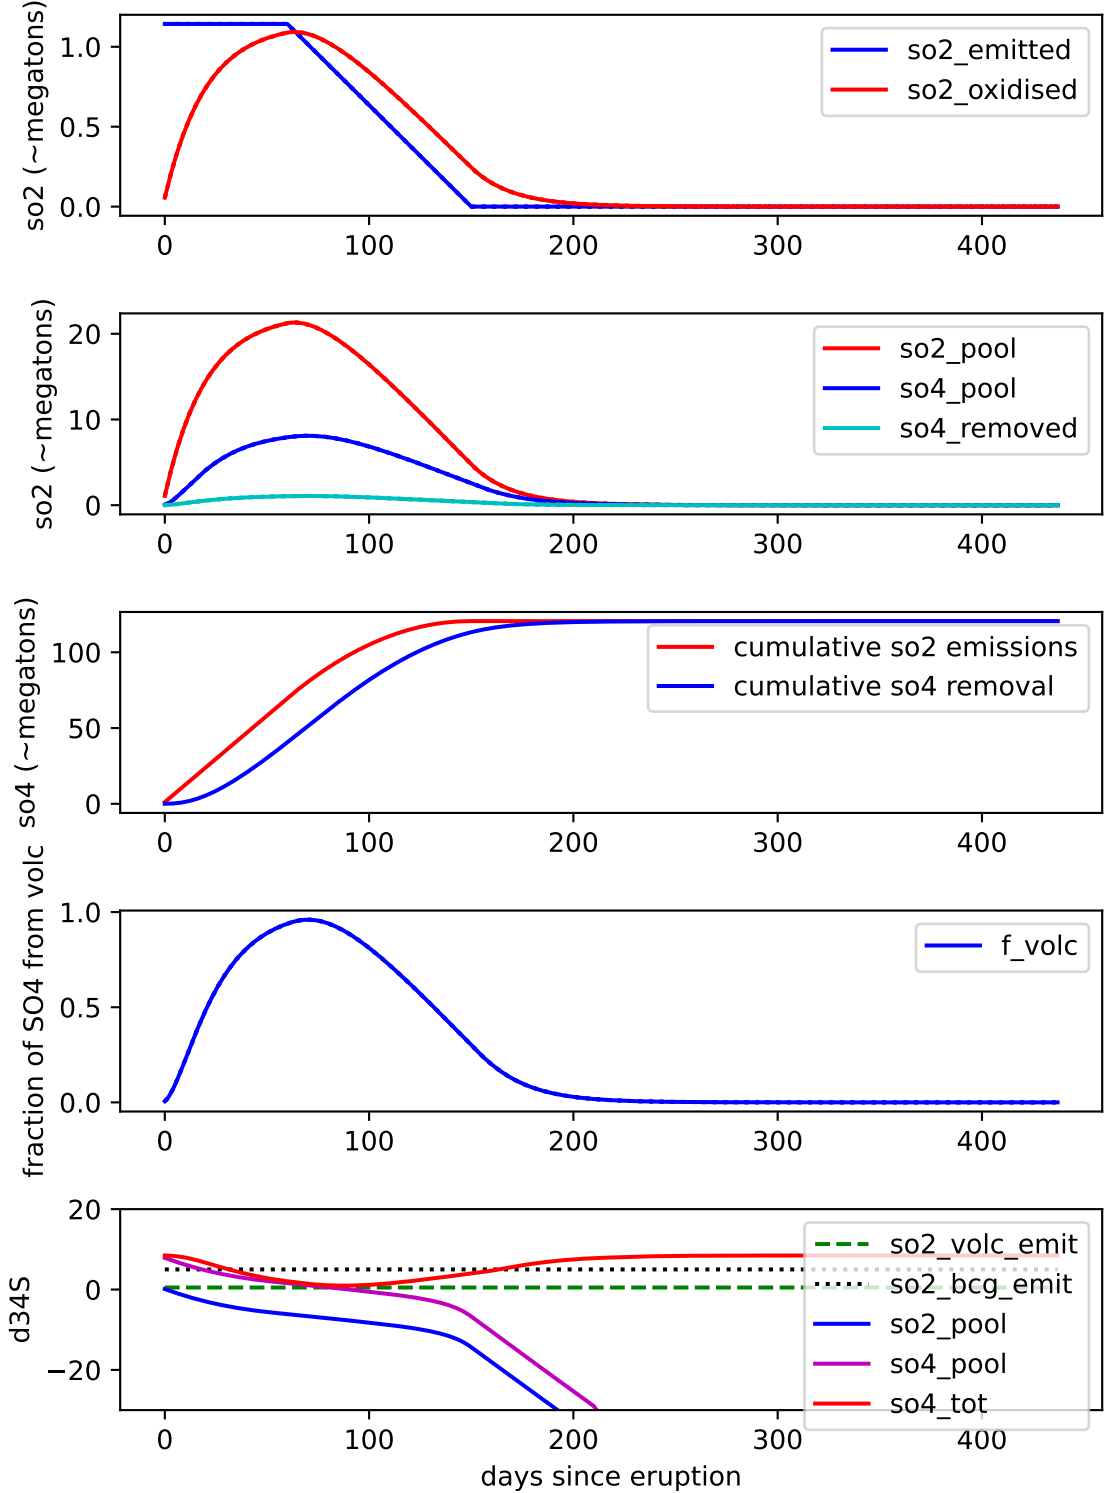 so2 (~megatons)
1.0
0.5
0.0
so2_emitted
so2_oxidised
0 100 200 300 400
so2 (~megatons)
20
10
0
so2_pool
so4_pool
so4_removed
0 100 200 300 400
so4 (~megatons)
100
50
0
cumulative so2 emissions
cumulative so4 removal
0 100 200 300 400
fraction of SO4 from volc
1.0
0.5
0.0
f_volc
0 100 200 300 400
d34S
20
0
−20
so2_volc_emit
so2_bcg_emit
so2_pool
so4_pool
so4_tot
0 100 200 300 400
days since eruption